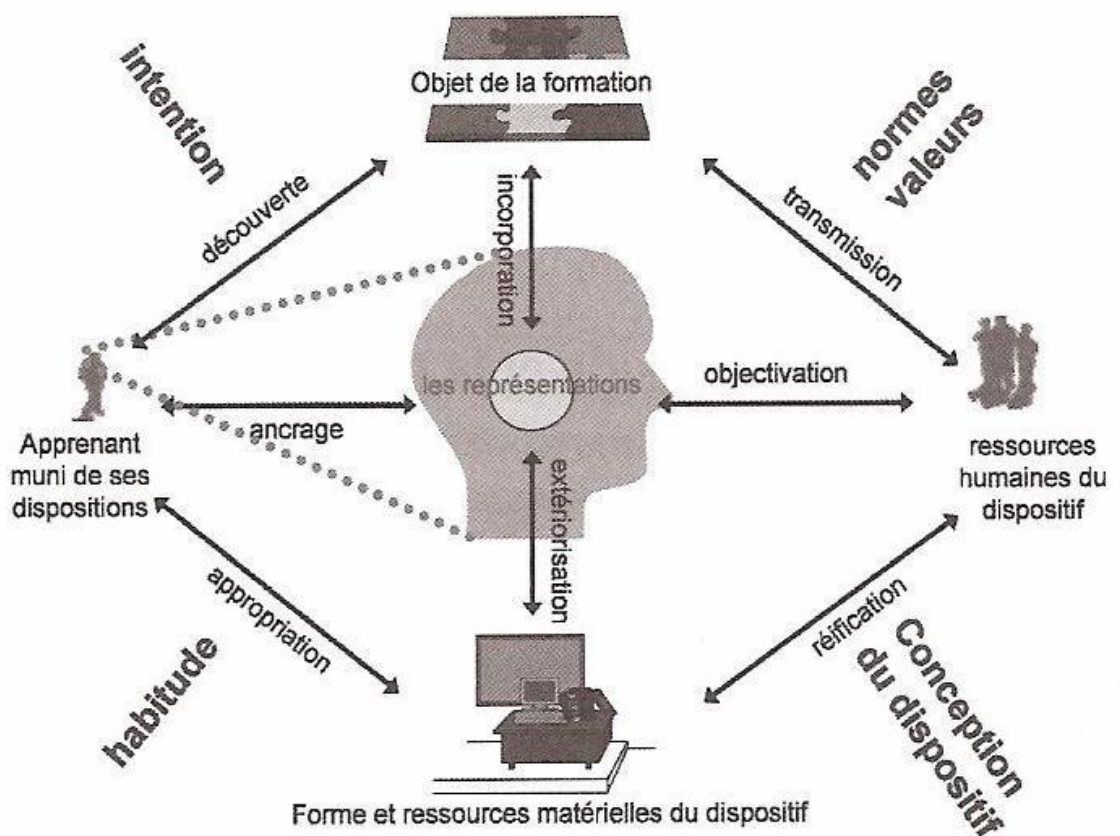 intention
Objet de la formation
normes
valeurs
découverte
incorporation
transmission
les représentations
objectivation
ancrage
Apprenant
muni de ses
dispositions
ressources
humaines du
dispositif
extériorisation
appropriation
réification
habitude
Conception
du dispositif
Forme et ressources matérielles du dispositif